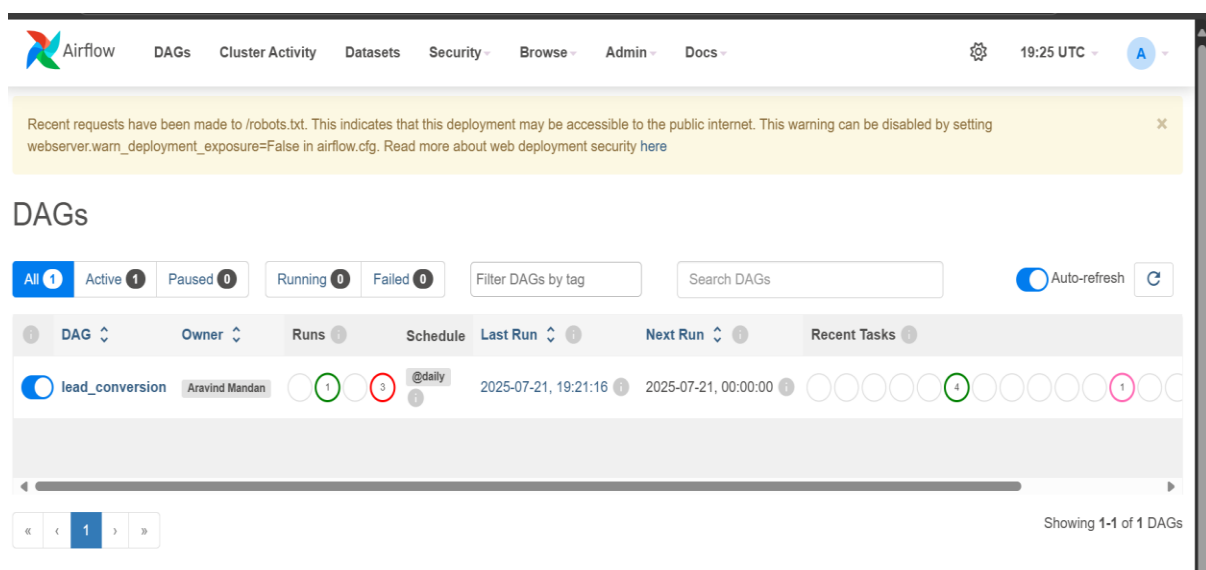 Airflow DAGs Cluster Activity Datasets Security Browse Admin Docs 19:25 UTC A
Recent requests have been made to /robots.txt. This indicates that this deployment may be accessible to the public internet. This warning can be disabled by setting ×
webserver.warn_deployment_exposure=False in airflow.cfg. Read more about web deployment security here
DAGs
All 1 Active 1 Paused 0 Running 0 Failed 0 Filter DAGs by tag Search DAGs Auto-refresh
i DAG Owner Runs i Schedule Last Run i Next Run i Recent Tasks i
lead_conversion Aravind Mandan 1 3 @daily i 2025-07-21, 19:21:16 i 2025-07-21, 00:00:00 i 4 1
« ‹ 1 › » Showing 1-1 of 1 DAGs